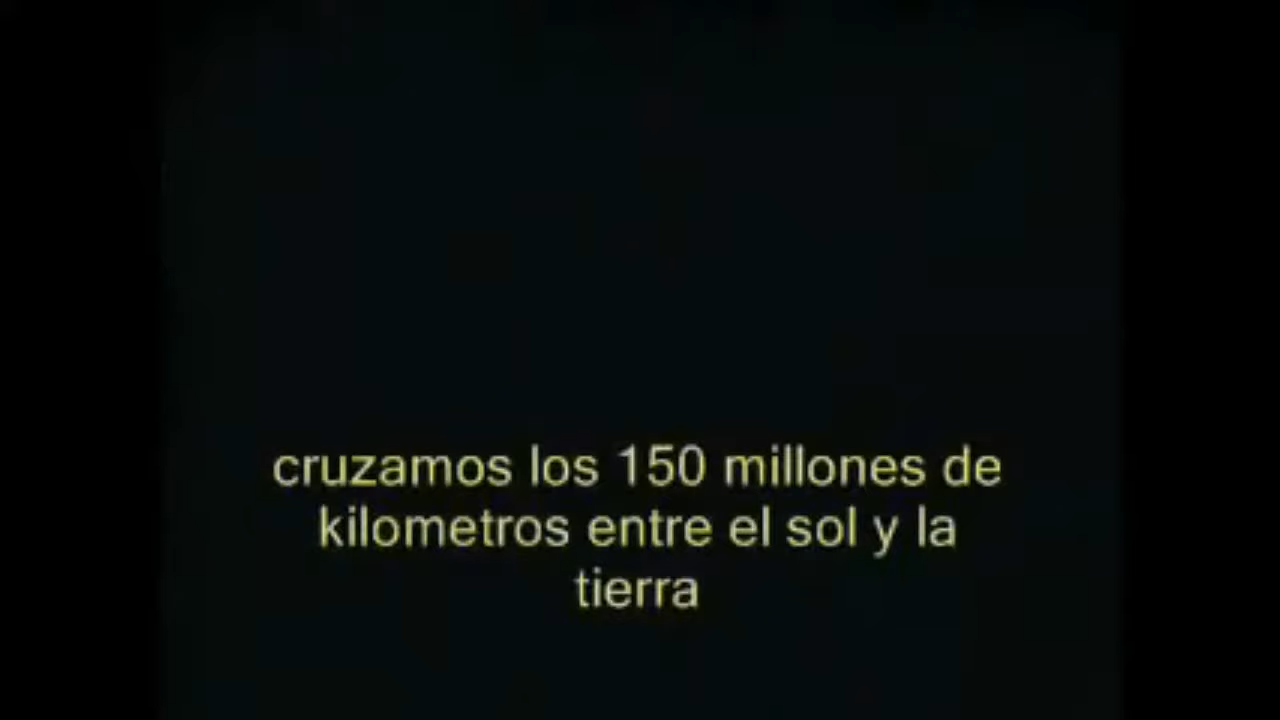 cruzamos los 150 millones de
kilometros entre el sol y la
tierra